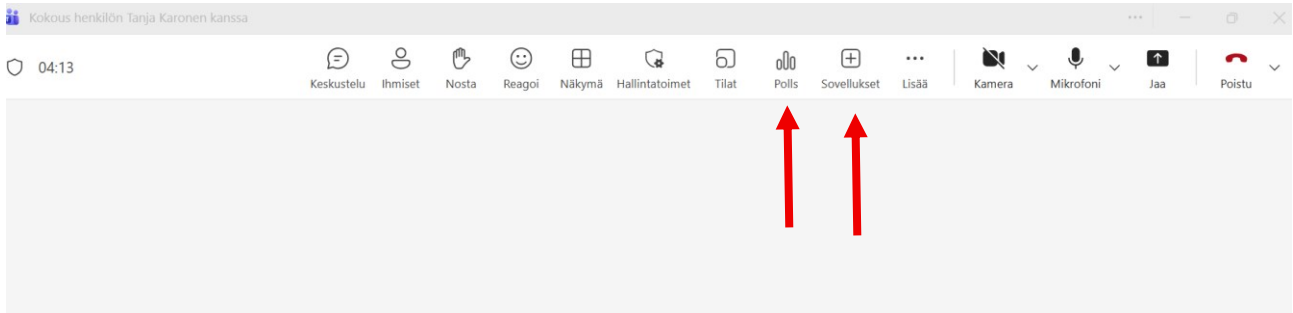 Kokous henkilön Tanja Karonen kanssa
04:13
Keskustelu Ihmiset Nosta Reagoi Näkymä Hallintatoimet Tilat Polls Sovellukset Lisää Kamera Mikrofoni Jaa Poistu